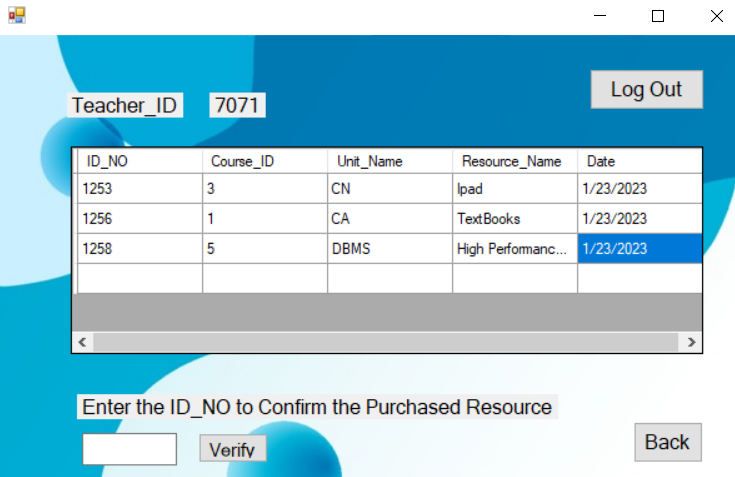 Log Out
Teacher_ID 7071
ID_NO Course_ID Unit_Name Resource_Name Date
1253 3 CN Ipad 1/23/2023
1256 1 CA TextBooks 1/23/2023
1258 5 DBMS High Performanc... 1/23/2023
Enter the ID_NO to Confirm the Purchased Resource
Verify
Back